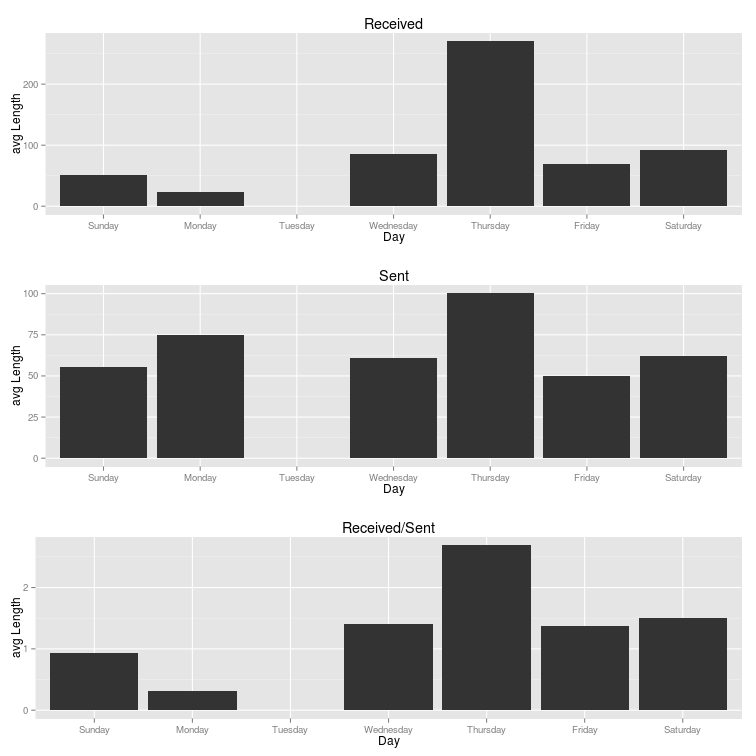 Received
avg Length
200
100
0
Sunday Monday Tuesday Wednesday Thursday Friday Saturday
Day
Sent
avg Length
100
75
50
25
0
Sunday Monday Tuesday Wednesday Thursday Friday Saturday
Day
Received/Sent
avg Length
2
1
0
Sunday Monday Tuesday Wednesday Thursday Friday Saturday
Day